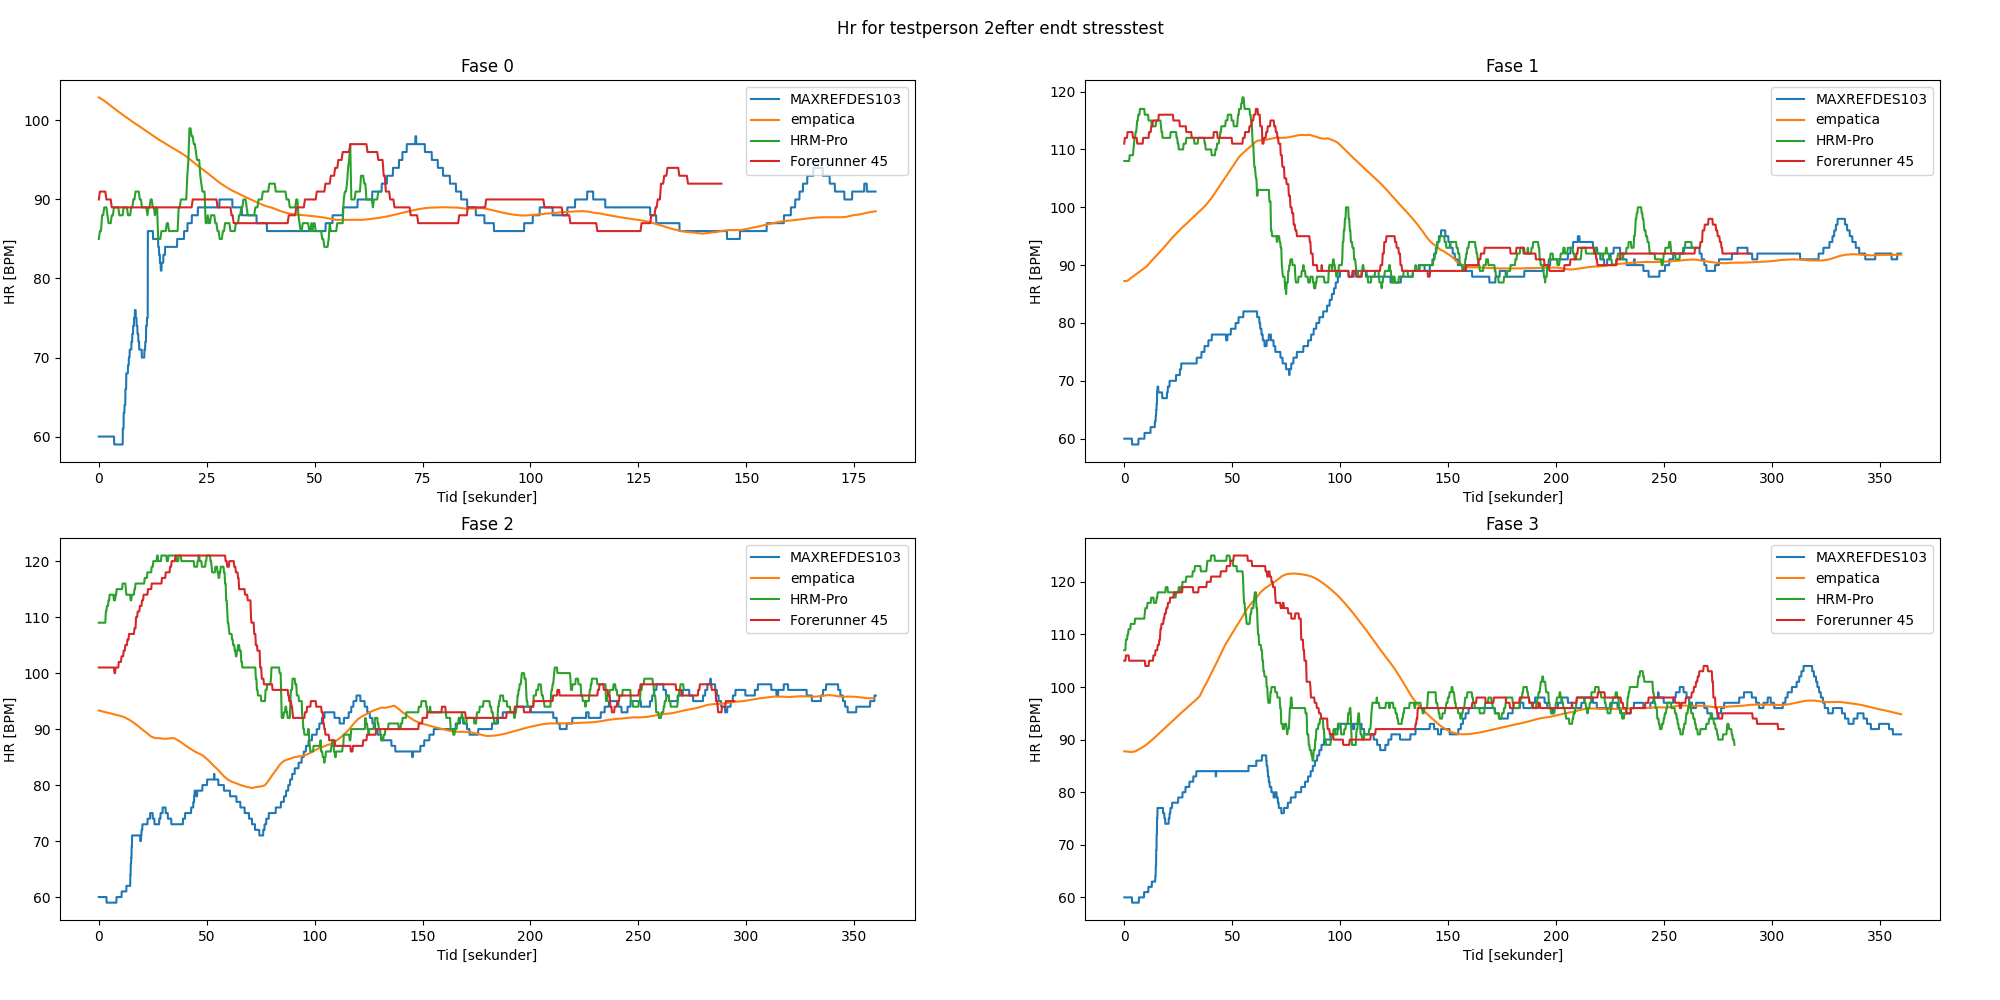 Hr for testperson 2efter endt stresstest
Fase 0
HR [BPM]
100
90
80
70
60
MAXREFDES103
empatica
HRM-Pro
Forerunner 45
0 25 50 75 100 125 150 175
Tid [sekunder]
Fase 1
HR [BPM]
120
110
100
90
80
70
60
MAXREFDES103
empatica
HRM-Pro
Forerunner 45
0 50 100 150 200 250 300 350
Tid [sekunder]
Fase 2
HR [BPM]
120
110
100
90
80
70
60
MAXREFDES103
empatica
HRM-Pro
Forerunner 45
0 50 100 150 200 250 300 350
Tid [sekunder]
Fase 3
HR [BPM]
120
110
100
90
80
70
60
MAXREFDES103
empatica
HRM-Pro
Forerunner 45
0 50 100 150 200 250 300 350
Tid [sekunder]